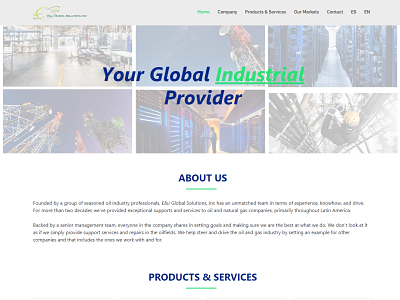 E&J Global Solutions, Inc
Home Company Products & Services Our Markets Contact ES EN
Your Global Industrial
Provider
ABOUT US
Founded by a group of seasoned oil industry professionals, E&J Global Solutions, Inc has an unmatched team in terms of experience, knowhow, and drive.
For more than two decades we've provided exceptional supports and services to oil and natural gas companies, primarily throughout Latin America.
Backed by a senior management team, everyone in the company shares in setting goals and making sure we are the best at what we do. We don't look at it
as if we simply provide support services and repairs in the oilfields. We help steer and drive the oil and gas industry by setting an example for other
companies and that includes the ones we work with and for.
PRODUCTS & SERVICES